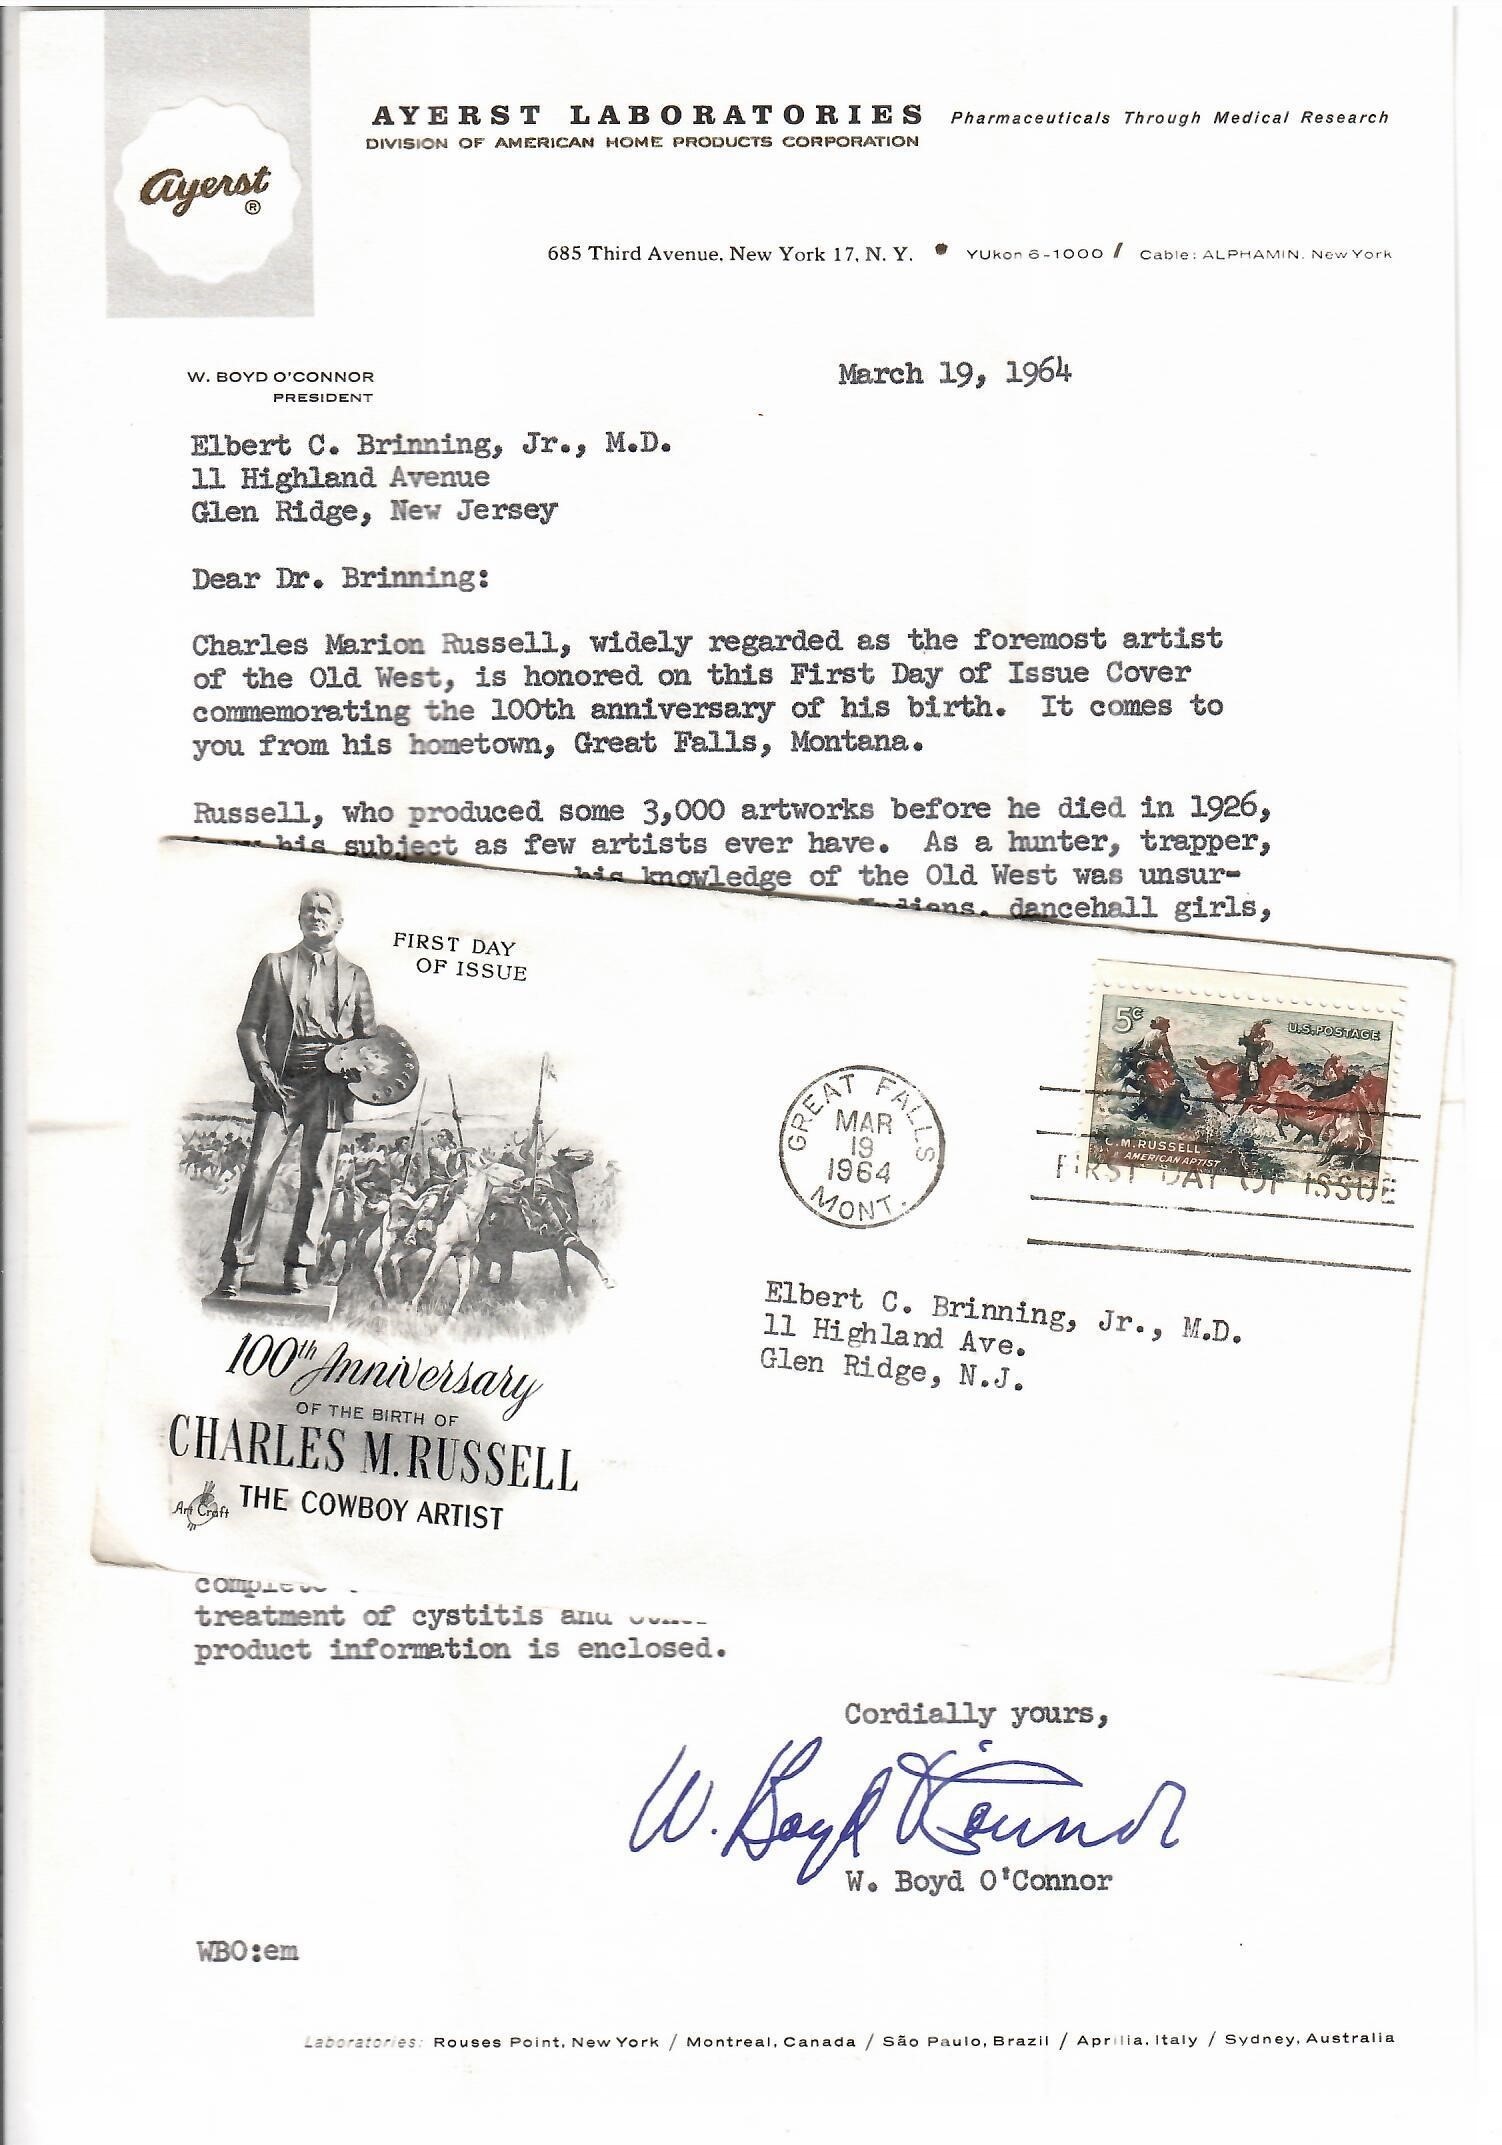 ayerst ®
AYERST LABORATORIES Pharmaceuticals Through Medical Research
DIVISION OF AMERICAN HOME PRODUCTS CORPORATION
685 Third Avenue, New York 17, N. Y. • YUkon 6-1000 / Cable: ALPHAMIN, New York
W. BOYD O'CONNOR
PRESIDENT
March 19, 1964
Elbert C. Brinning, Jr., M.D.
11 Highland Avenue
Glen Ridge, New Jersey
Dear Dr. Brinning:
Charles Marion Russell, widely regarded as the foremost artist
of the Old West, is honored on this First Day of Issue Cover
commemorating the 100th anniversary of his birth. It comes to
you from his hometown, Great Falls, Montana.
Russell, who produced some 3,000 artworks before he died in 1926,
his subject as few artists ever have. As a hunter, trapper,
his knowledge of the Old West was unsur-
dancehall girls,
FIRST DAY
OF ISSUE
5c U.S. POSTAGE
C. M. RUSSELL
AMERICAN ARTIST
GREAT FALLS
MAR
19
1964
MONT.
FIRST DAY OF ISSUE
Elbert C. Brinning, Jr., M.D.
11 Highland Ave.
Glen Ridge, N.J.
100th Anniversary
OF THE BIRTH OF
CHARLES M. RUSSELL
THE COWBOY ARTIST
Art Craft
complete
treatment of cystitis and
product information is enclosed.
Cordially yours,
W. Boyd O'Connor
W. Boyd O'Connor
WBO:em
Laboratories: Rouses Point, New York / Montreal, Canada / São Paulo, Brazil / Aprilia, Italy / Sydney, Australia